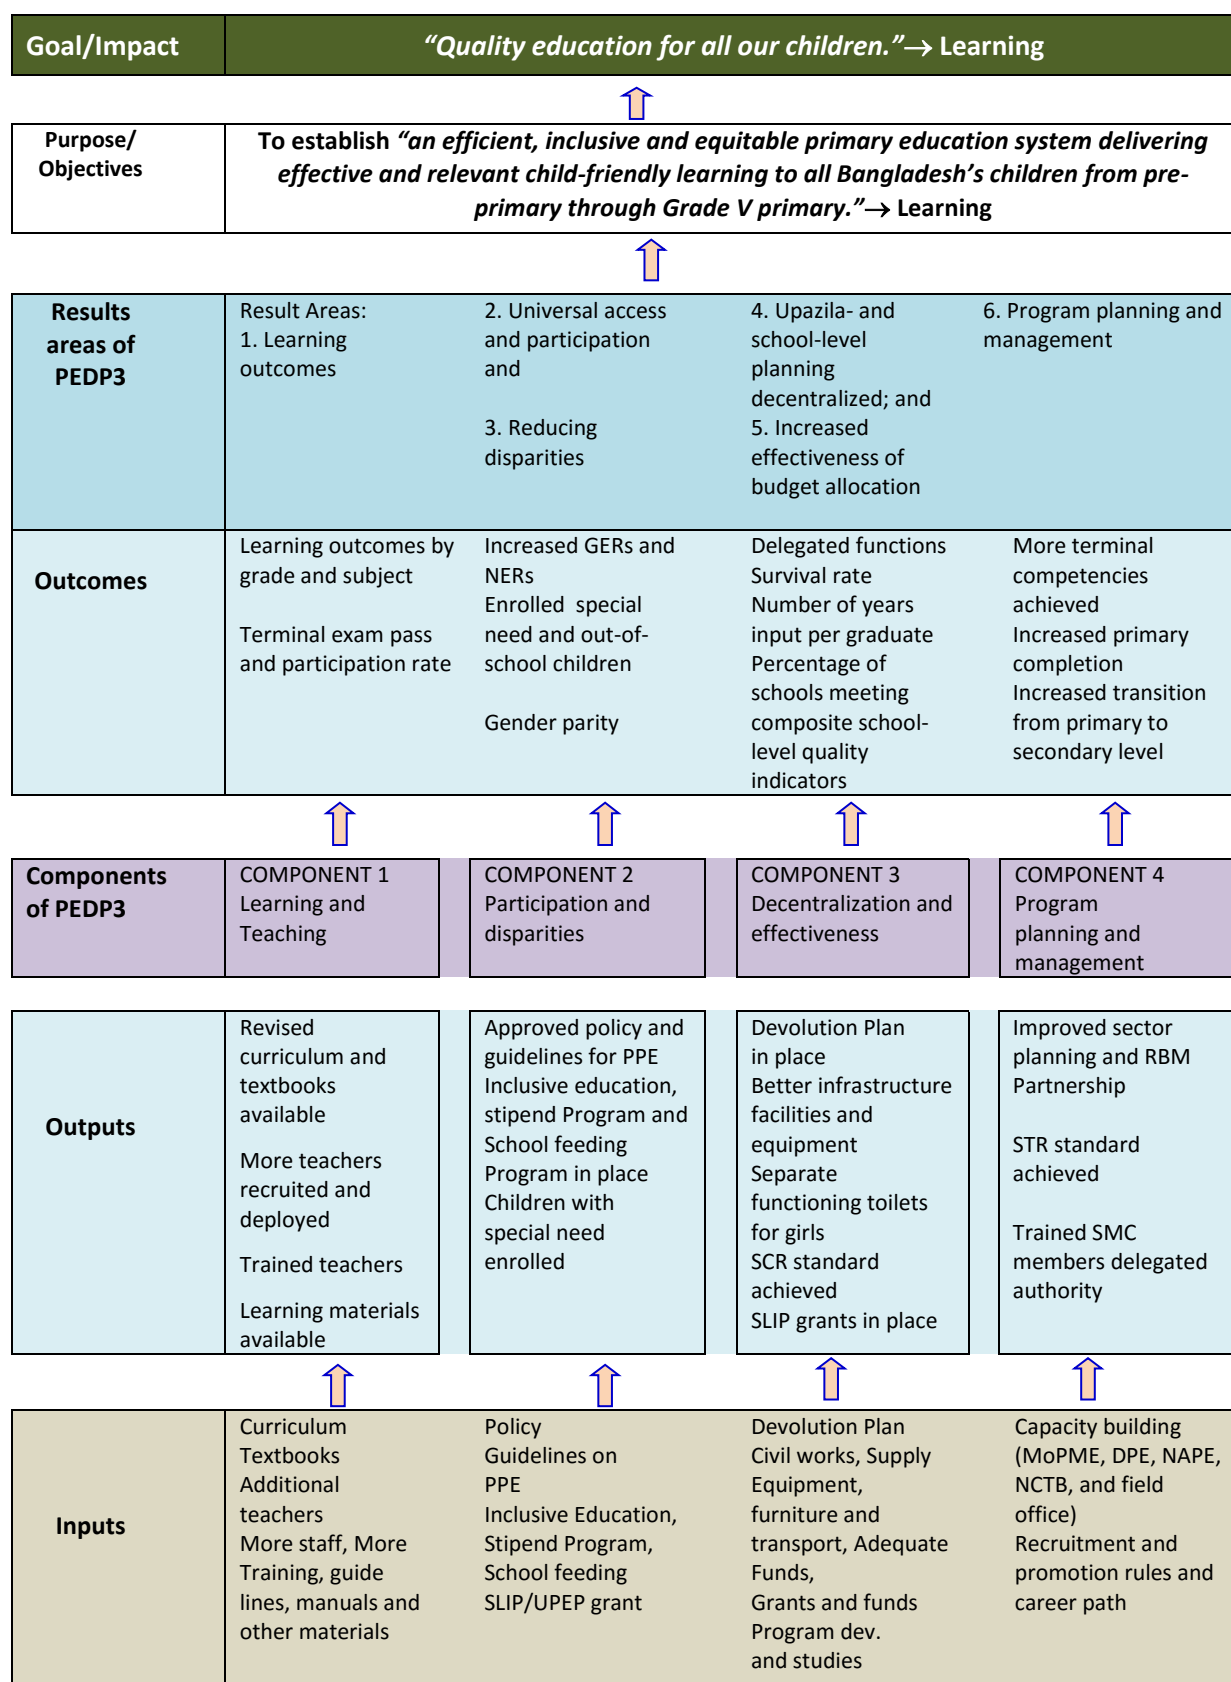 Goal/Impact
“Quality education for all our children.”→ Learning
Purpose/
Objectives
To establish “an efficient, inclusive and equitable primary education system delivering
effective and relevant child-friendly learning to all Bangladesh’s children from pre-
primary through Grade V primary.”→ Learning
Results
areas of
PEDP3
Result Areas:
1. Learning
outcomes
2. Universal access
and participation
and
3. Reducing
disparities
4. Upazila- and
school-level
planning
decentralized; and
5. Increased
effectiveness of
budget allocation
6. Program planning and
management
Outcomes
Learning outcomes by
grade and subject
Terminal exam pass
and participation rate
Increased GERs and
NERs
Enrolled  special
need and out-of-
school children
Gender parity
Delegated functions
Survival rate
Number of years
input per graduate
Percentage of
schools meeting
composite school-
level quality
indicators
More terminal
competencies
achieved
Increased primary
completion
Increased transition
from primary to
secondary level
Components
of PEDP3
COMPONENT 1
Learning and
Teaching
COMPONENT 2
Participation and
disparities
COMPONENT 3
Decentralization and
effectiveness
COMPONENT 4
Program
planning and
management
Outputs
Revised
curriculum and
textbooks
available
More teachers
recruited and
deployed
Trained teachers
Learning materials
available
Approved policy and
guidelines for PPE
Inclusive education,
stipend Program and
School feeding
Program in place
Children with
special need
enrolled
Devolution Plan
in place
Better infrastructure
facilities and
equipment
Separate
functioning toilets
for girls
SCR standard
achieved
SLIP grants in place
Improved sector
planning and RBM
Partnership
STR standard
achieved
Trained SMC
members delegated
authority
Inputs
Curriculum
Textbooks
Additional
teachers
More staff, More
Training, guide
lines, manuals and
other materials
Policy
Guidelines on
PPE
Inclusive Education,
Stipend Program,
School feeding
SLIP/UPEP grant
Devolution Plan
Civil works, Supply
Equipment,
furniture and
transport, Adequate
Funds,
Grants and funds
Program dev.
and studies
Capacity building
(MoPME, DPE, NAPE,
NCTB, and field
office)
Recruitment and
promotion rules and
career path